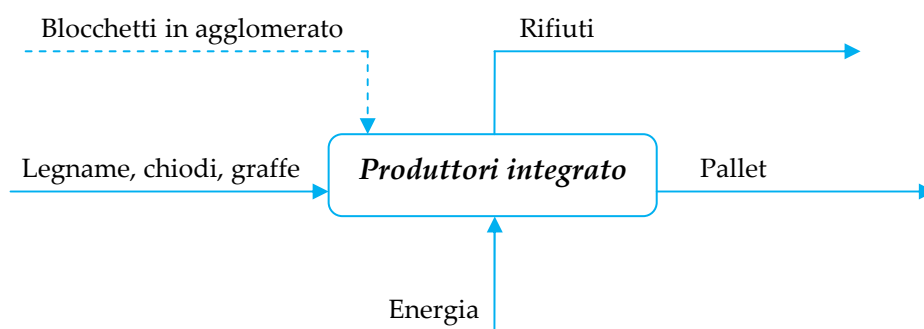 Blocchetti in agglomerato
Rifiuti
Legname, chiodi, graffe
Produttori integrato
Pallet
Energia